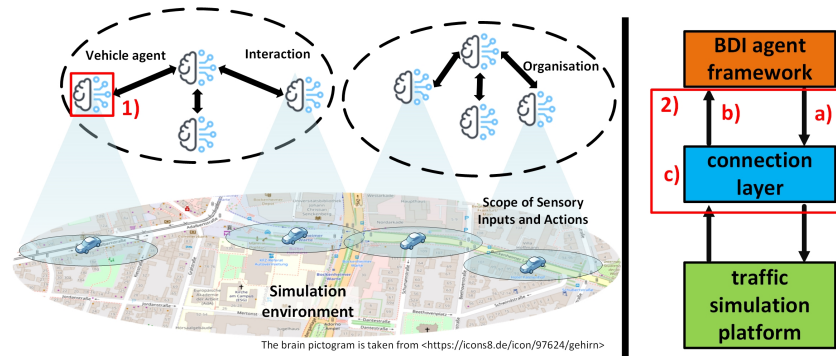 Vehicle agent
Interaction
1)
Organisation
Scope of Sensory
Inputs and Actions
Simulation
environment
The brain pictogram is taken from <https://icons8.de/icon/97624/gehirn>
BDI agent
framework
2)
b)
a)
c)
connection
layer
traffic
simulation
platform